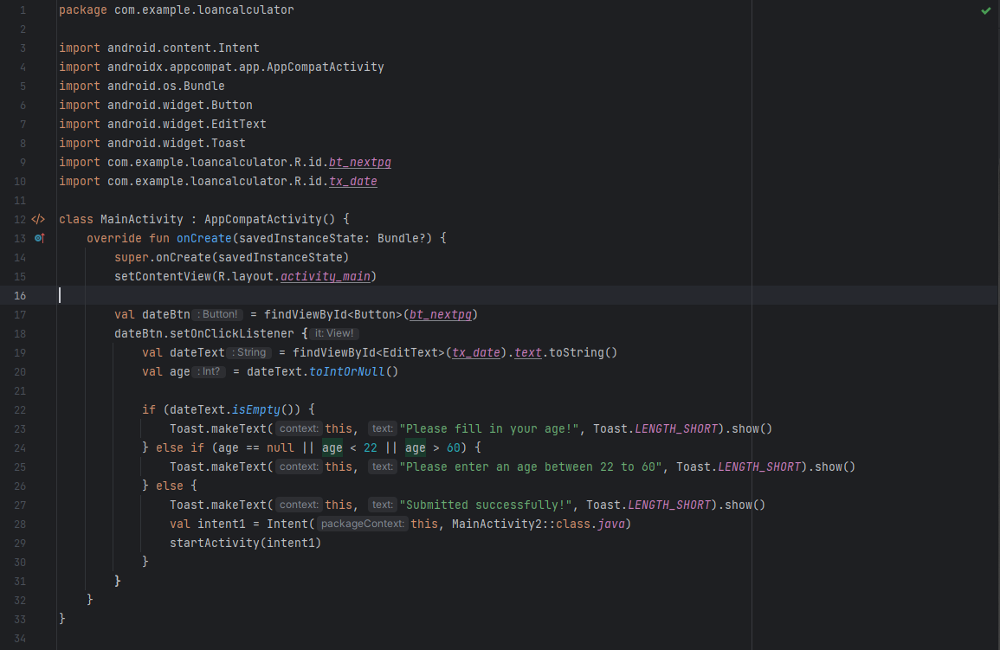 1 package com.example.loancalculator
2
3 import android.content.Intent
4 import androidx.appcompat.app.AppCompatActivity
5 import android.os.Bundle
6 import android.widget.Button
7 import android.widget.EditText
8 import android.widget.Toast
9 import com.example.loancalculator.R.id.bt_nextpg
10 import com.example.loancalculator.R.id.tx_date
11
12 </> class MainActivity : AppCompatActivity() {
13     override fun onCreate(savedInstanceState: Bundle?) {
14         super.onCreate(savedInstanceState)
15         setContentView(R.layout.activity_main)
16
17         val dateBtn : Button! = findViewById<Button>(bt_nextpg)
18         dateBtn.setOnClickListener { it: View!
19             val dateText : String = findViewById<EditText>(tx_date).text.toString()
20             val age : Int? = dateText.toIntOrNull()
21
22             if (dateText.isEmpty()) {
23                 Toast.makeText( context: this, text: "Please fill in your age!", Toast.LENGTH_SHORT).show()
24             } else if (age == null || age < 22 || age > 60) {
25                 Toast.makeText( context: this, text: "Please enter an age between 22 to 60", Toast.LENGTH_SHORT).show()
26             } else {
27                 Toast.makeText( context: this, text: "Submitted successfully!", Toast.LENGTH_SHORT).show()
28                 val intent1 = Intent( packageContext: this, MainActivity2::class.java)
29                 startActivity(intent1)
30             }
31         }
32     }
33 }
34